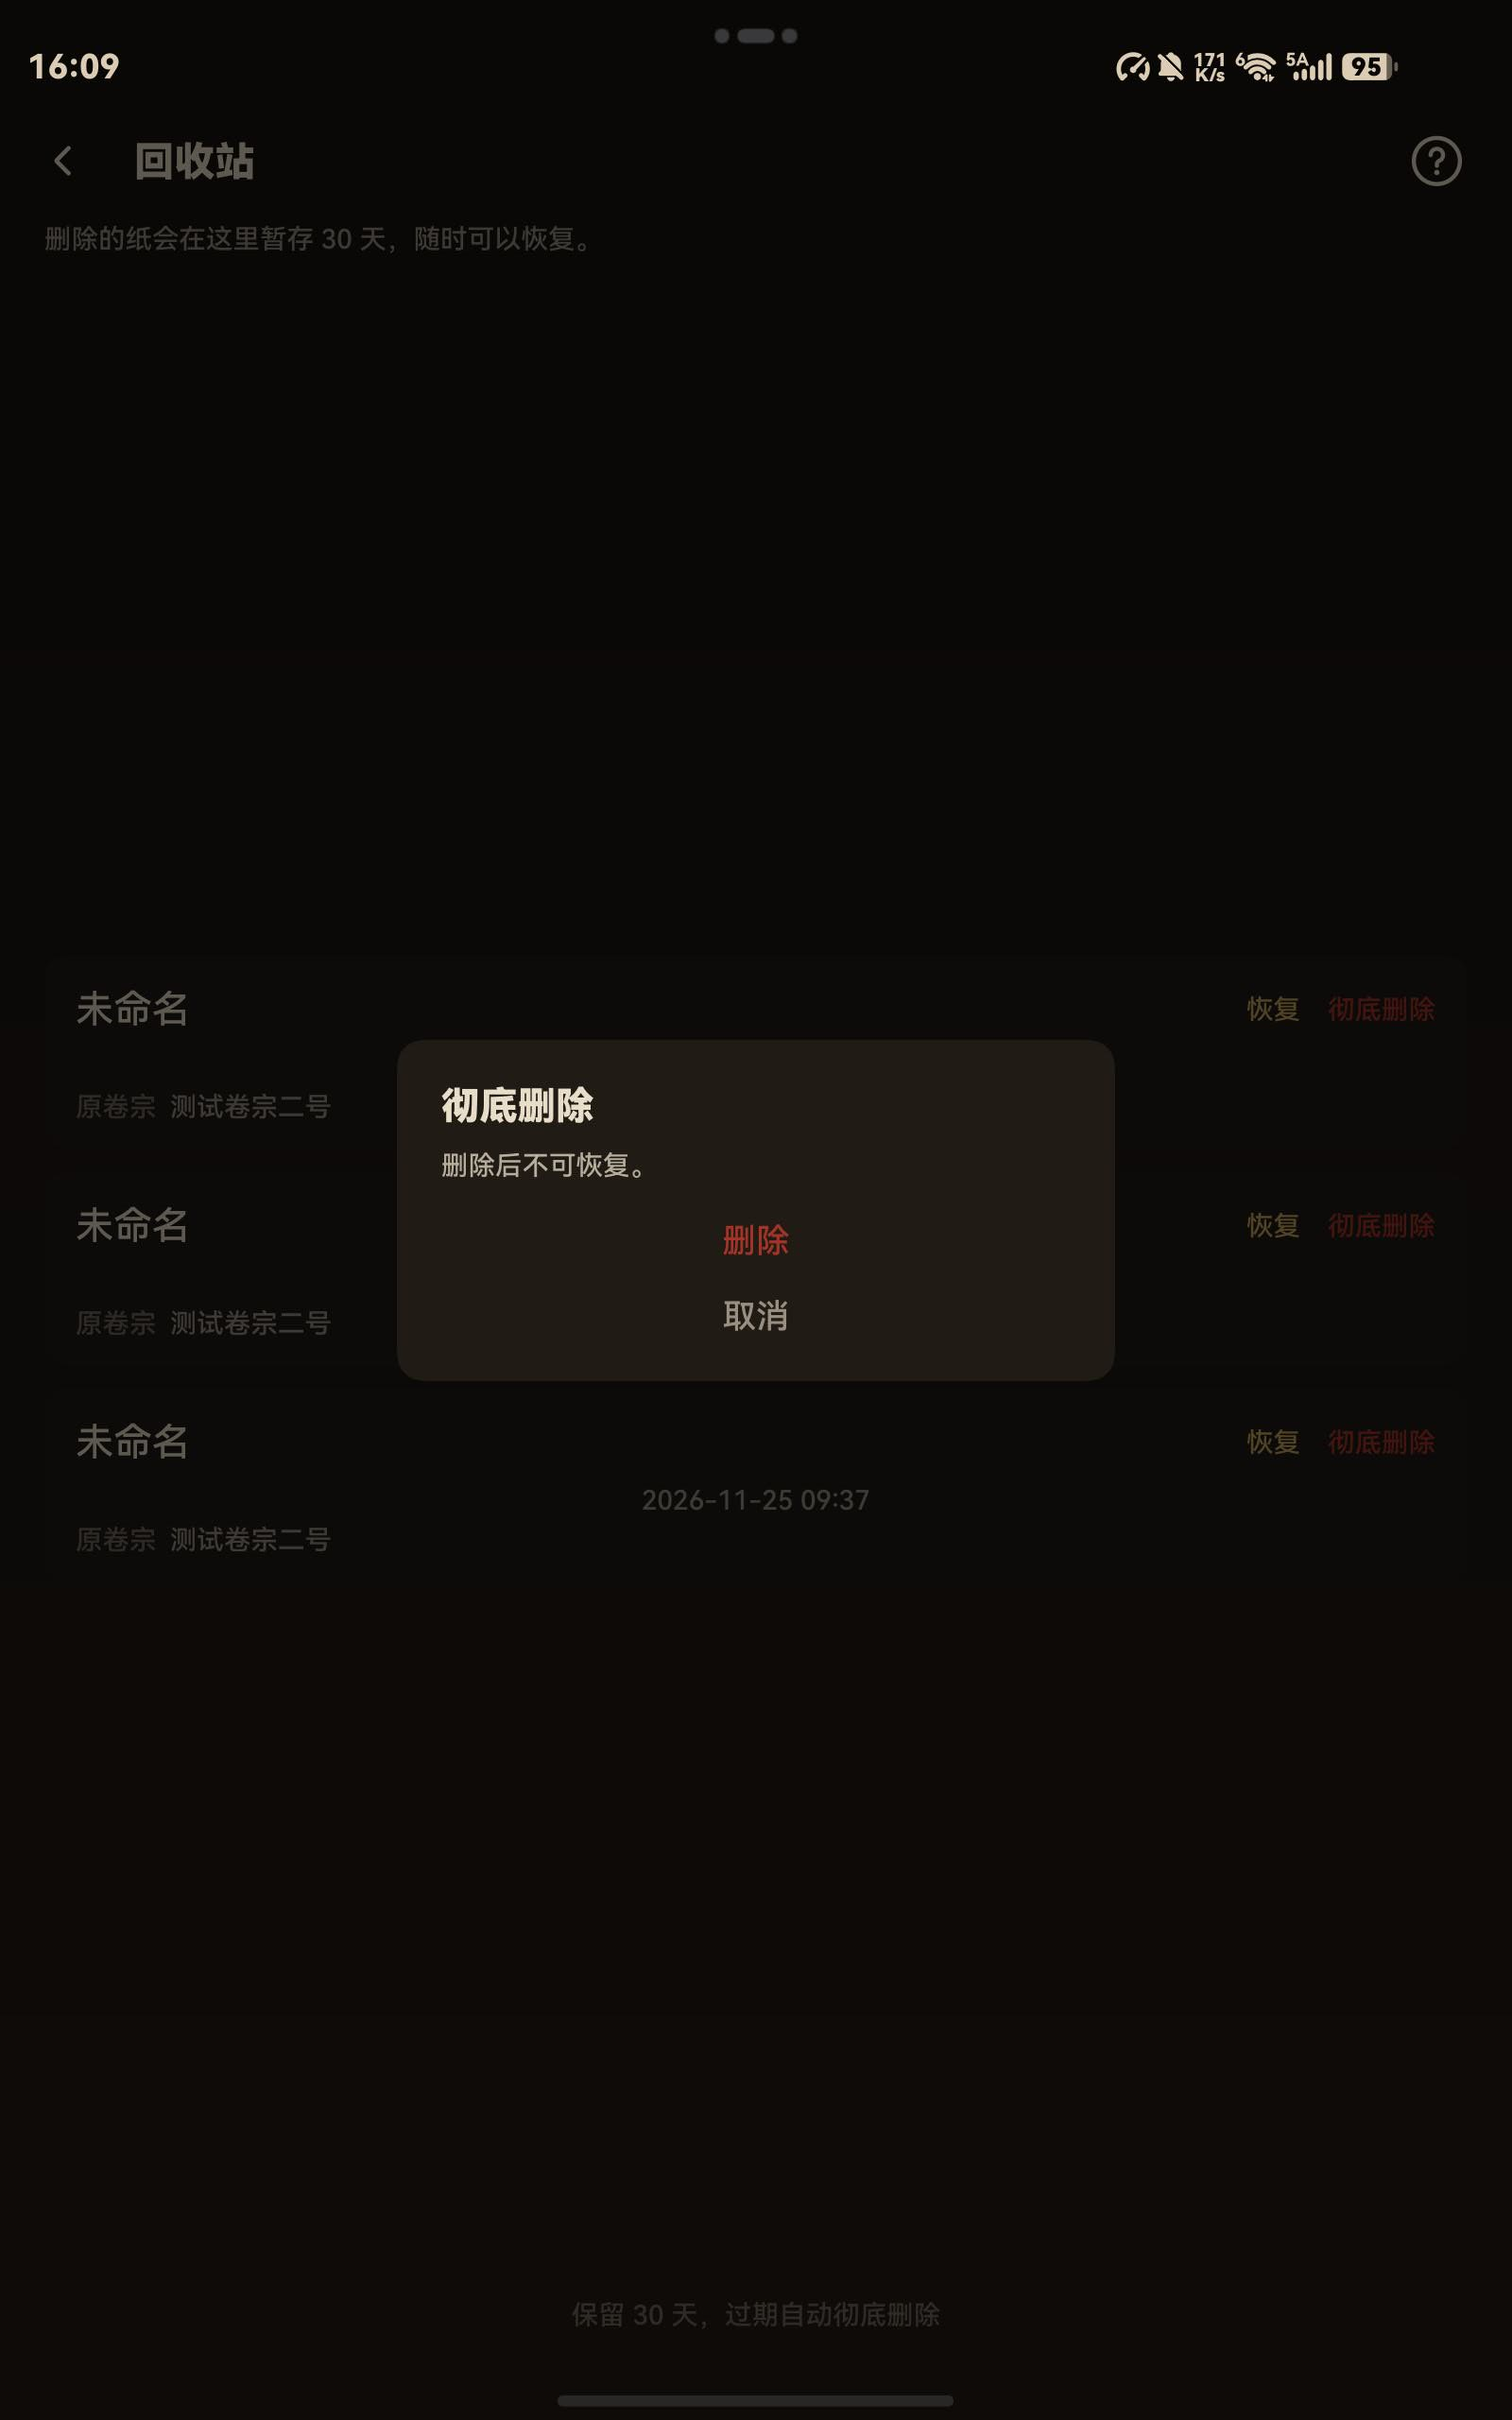 16:09
171 K/s 6 5A 95
回收站
删除的纸会在这里暂存 30 天，随时可以恢复。
未命名 恢复 彻底删除
原卷宗 测试卷宗二号
彻底删除
删除后不可恢复。
删除
取消
未命名 恢复 彻底删除
原卷宗 测试卷宗二号
未命名 恢复 彻底删除
2026-11-25 09:37
原卷宗 测试卷宗二号
保留 30 天，过期自动彻底删除